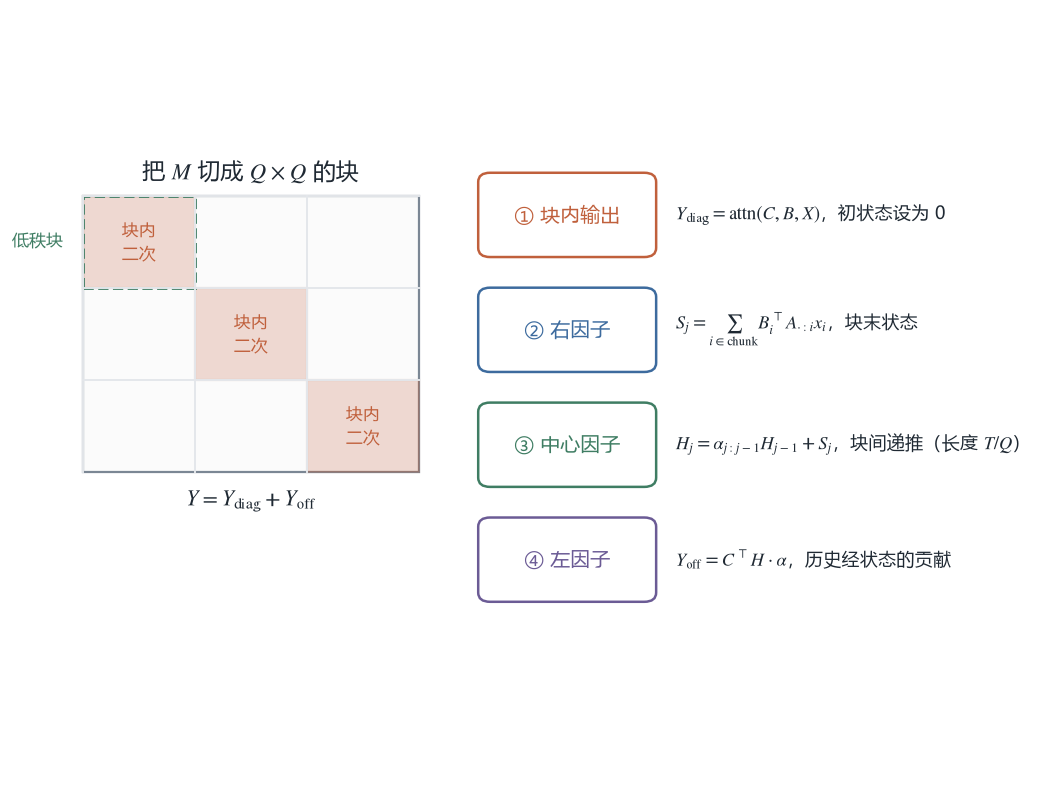 把 M 切成 Q × Q 的块
低秩块
块内
二次
块内
二次
块内
二次
Y = Y_diag + Y_off
① 块内输出
Y_diag = attn(C, B, X)，初状态设为 0
② 右因子
S_j = ∑_{i ∈ chunk} B_i^⊤ A_{·:i} x_i，块末状态
③ 中心因子
H_j = α_{j:j−1} H_{j−1} + S_j，块间递推（长度 T/Q）
④ 左因子
Y_off = C^⊤ H · α，历史经状态的贡献